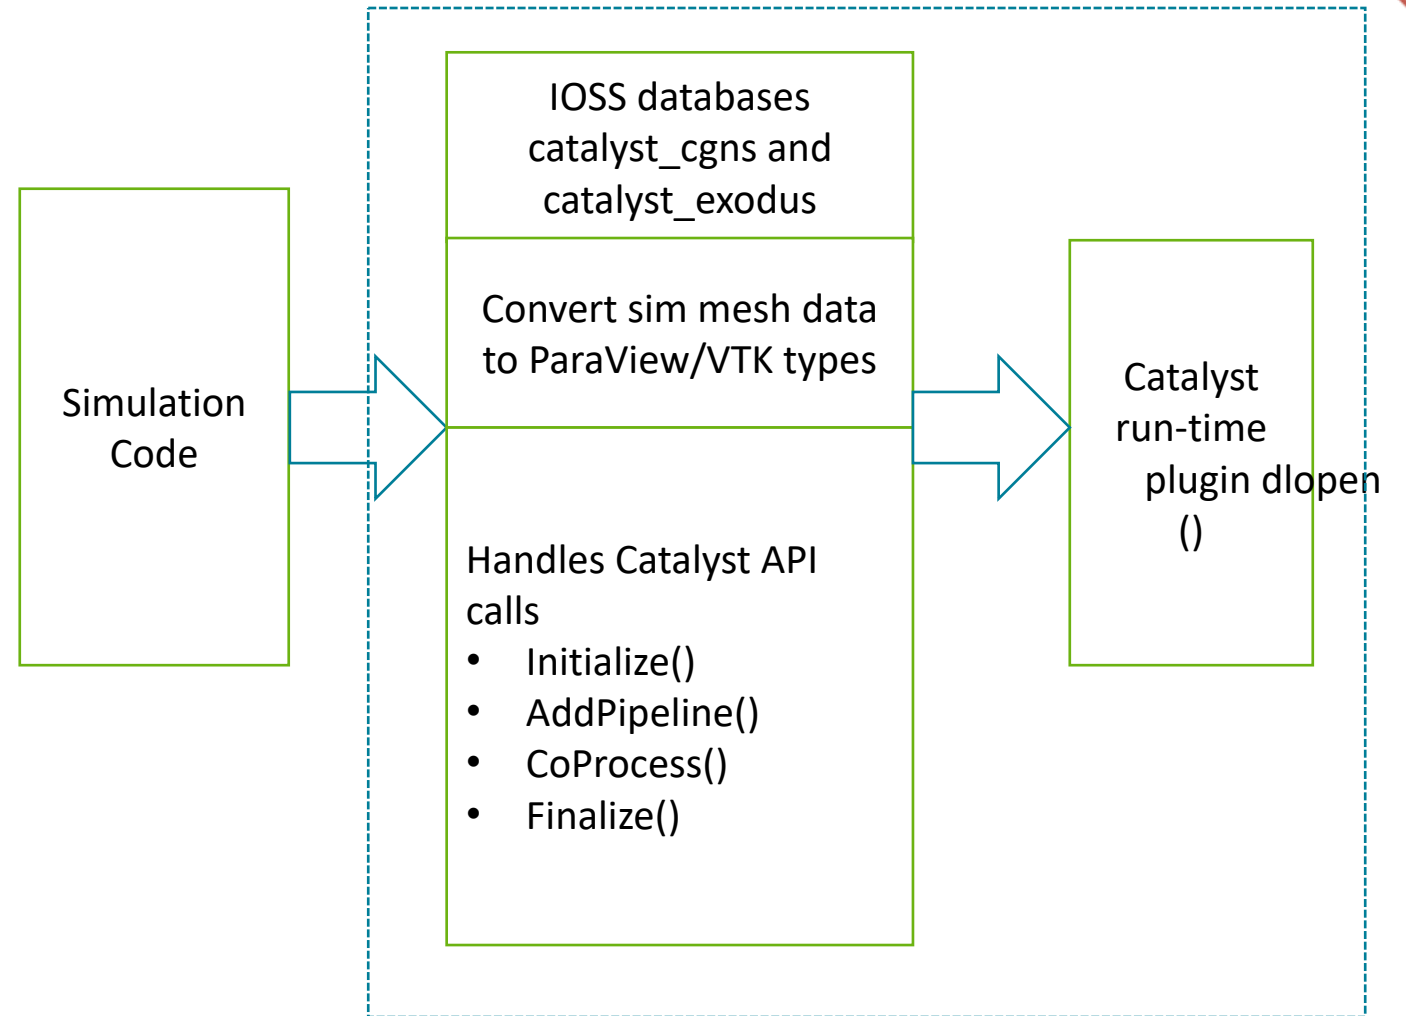 Simulation
Code
IOSS databases
catalyst_cgns and
catalyst_exodus
Convert sim mesh data
to ParaView/VTK types
Handles Catalyst API
calls
• Initialize()
• AddPipeline()
• CoProcess()
• Finalize()
Catalyst
run-time
plugin dlopen
()